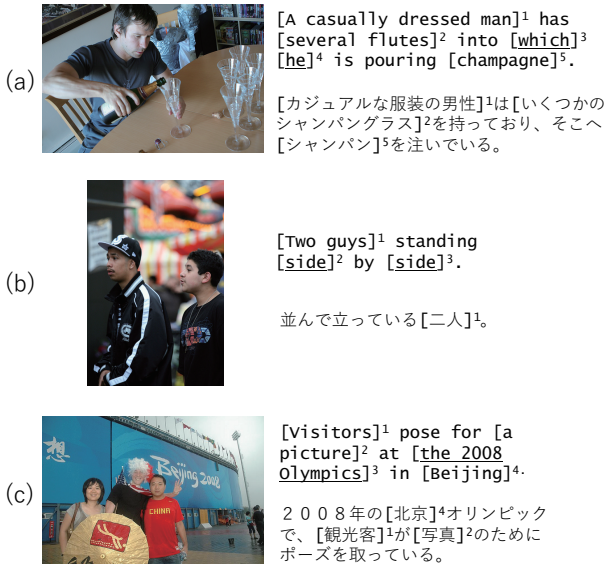 (a)
[A casually dressed man]¹ has
[several flutes]² into [which]³
[he]⁴ is pouring [champagne]⁵.
[カジュアルな服装の男性]¹は[いくつかの
シャンパングラス]²を持っており、そこへ
[シャンパン]⁵を注いでいる。
(b)
[Two guys]¹ standing
[side]² by [side]³.
並んで立っている[二人]¹。
(c)
想
Beijing 2008
CHINA
[Visitors]¹ pose for [a
picture]² at [the 2008
Olympics]³ in [Beijing]⁴.
２００８年の[北京]⁴オリンピック
で、[観光客]¹が[写真]²のために
ポーズを取っている。